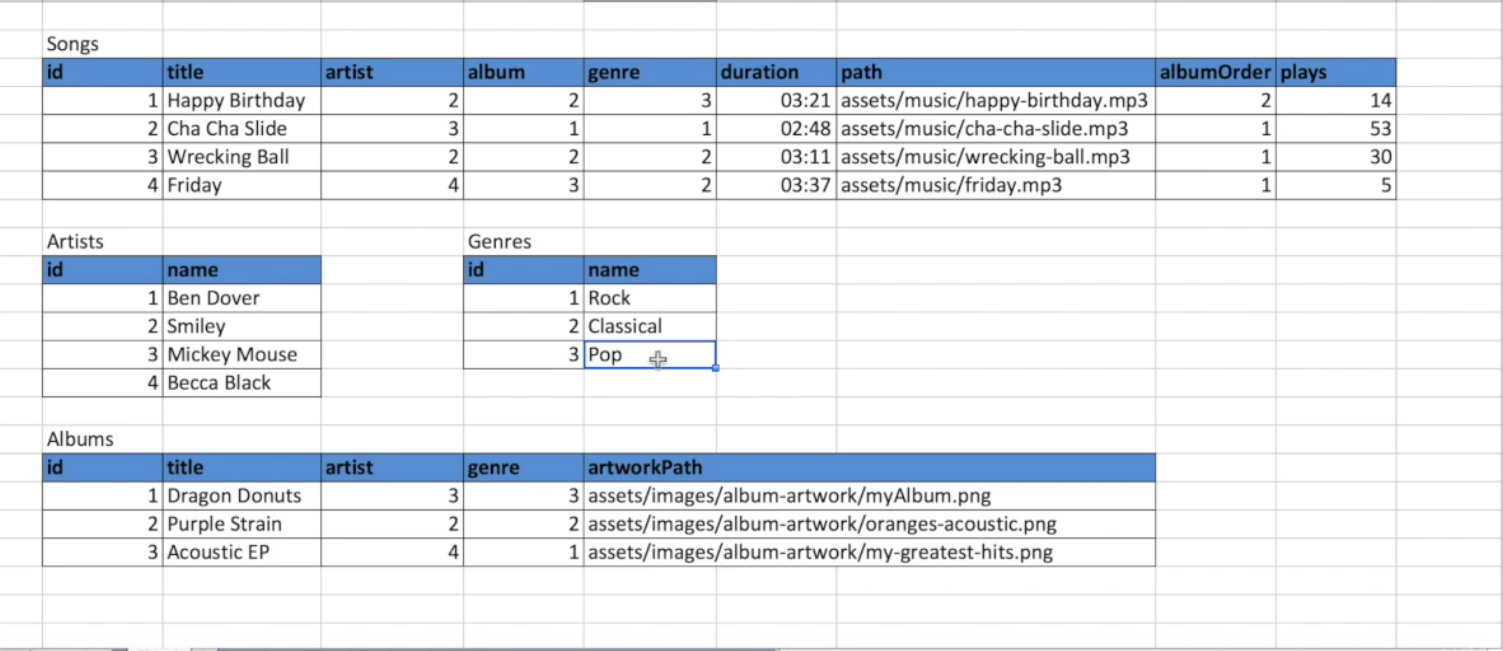 Songs
id title artist album genre duration path albumOrder plays
1 Happy Birthday 2 2 3 03:21 assets/music/happy-birthday.mp3 2 14
2 Cha Cha Slide 3 1 1 02:48 assets/music/cha-cha-slide.mp3 1 53
3 Wrecking Ball 2 2 2 03:11 assets/music/wrecking-ball.mp3 1 30
4 Friday 4 3 2 03:37 assets/music/friday.mp3 1 5
Artists Genres
id name id name
1 Ben Dover 1 Rock
2 Smiley 2 Classical
3 Mickey Mouse 3 Pop
4 Becca Black
Albums
id title artist genre artworkPath
1 Dragon Donuts 3 3 assets/images/album-artwork/myAlbum.png
2 Purple Strain 2 2 assets/images/album-artwork/oranges-acoustic.png
3 Acoustic EP 4 1 assets/images/album-artwork/my-greatest-hits.png